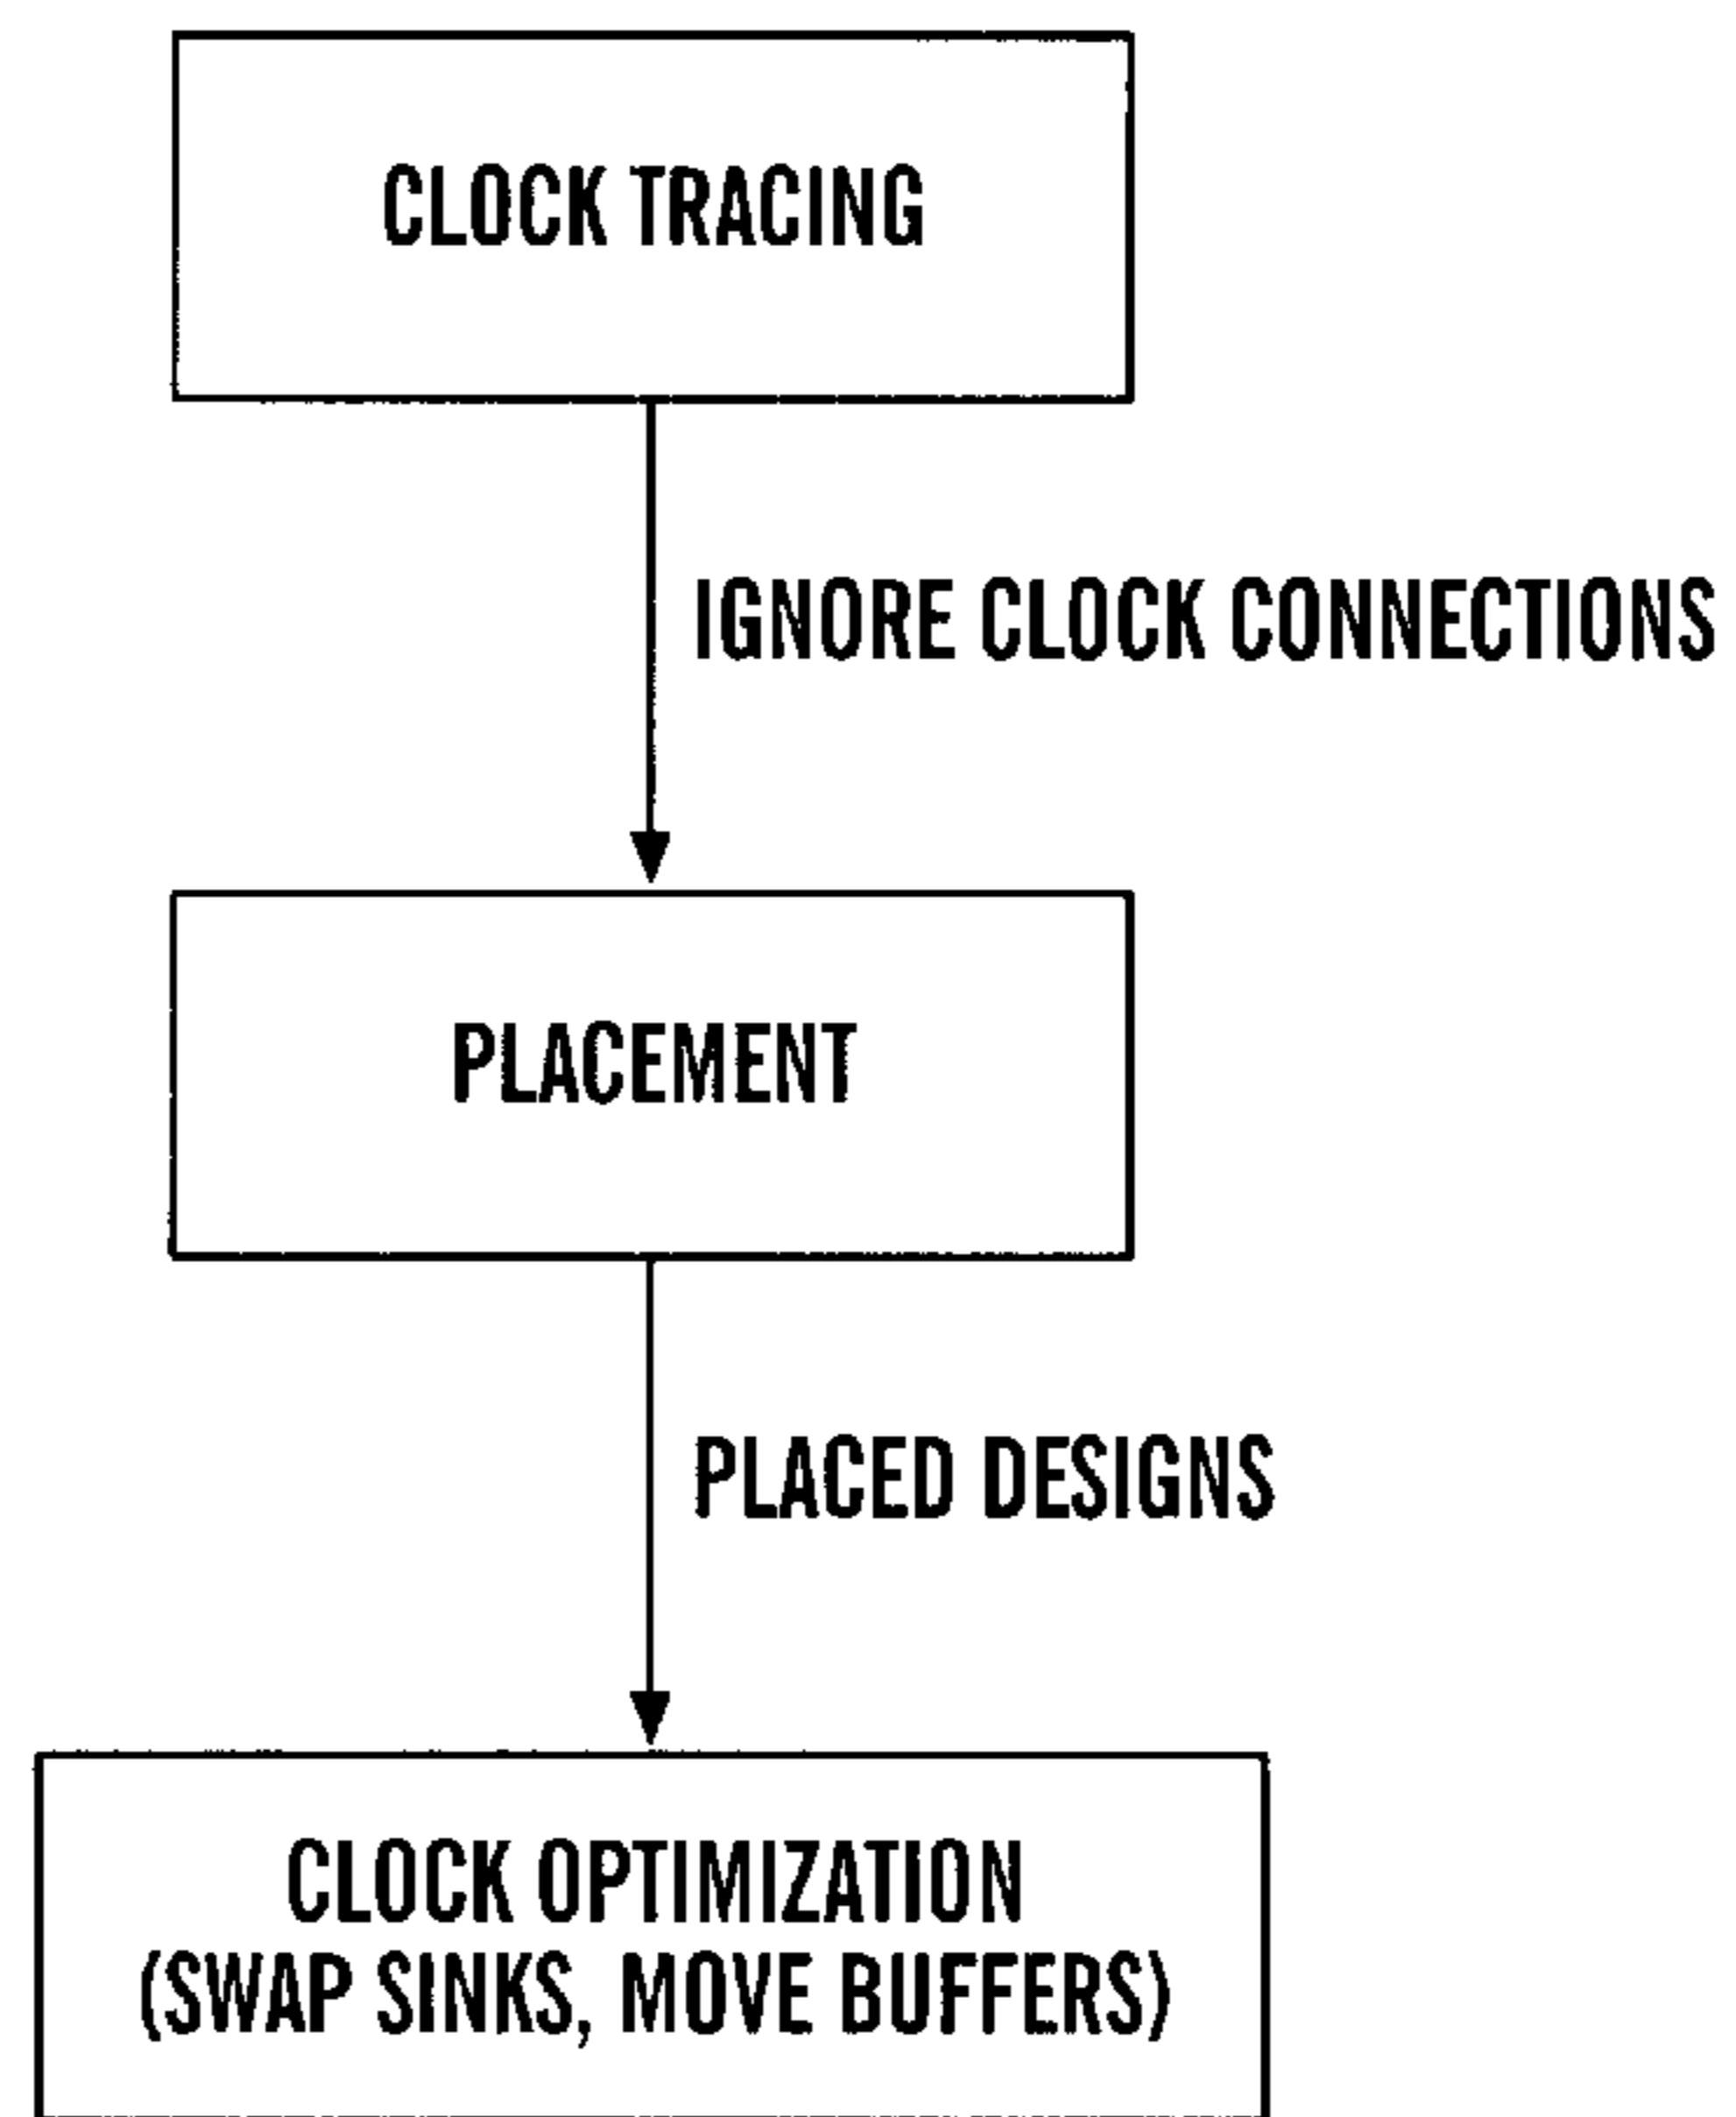 CLOCK TRACING
IGNORE CLOCK CONNECTIONS
PLACEMENT
PLACED DESIGNS
CLOCK OPTIMIZATION
(SWAP SINKS, MOVE BUFFERS)